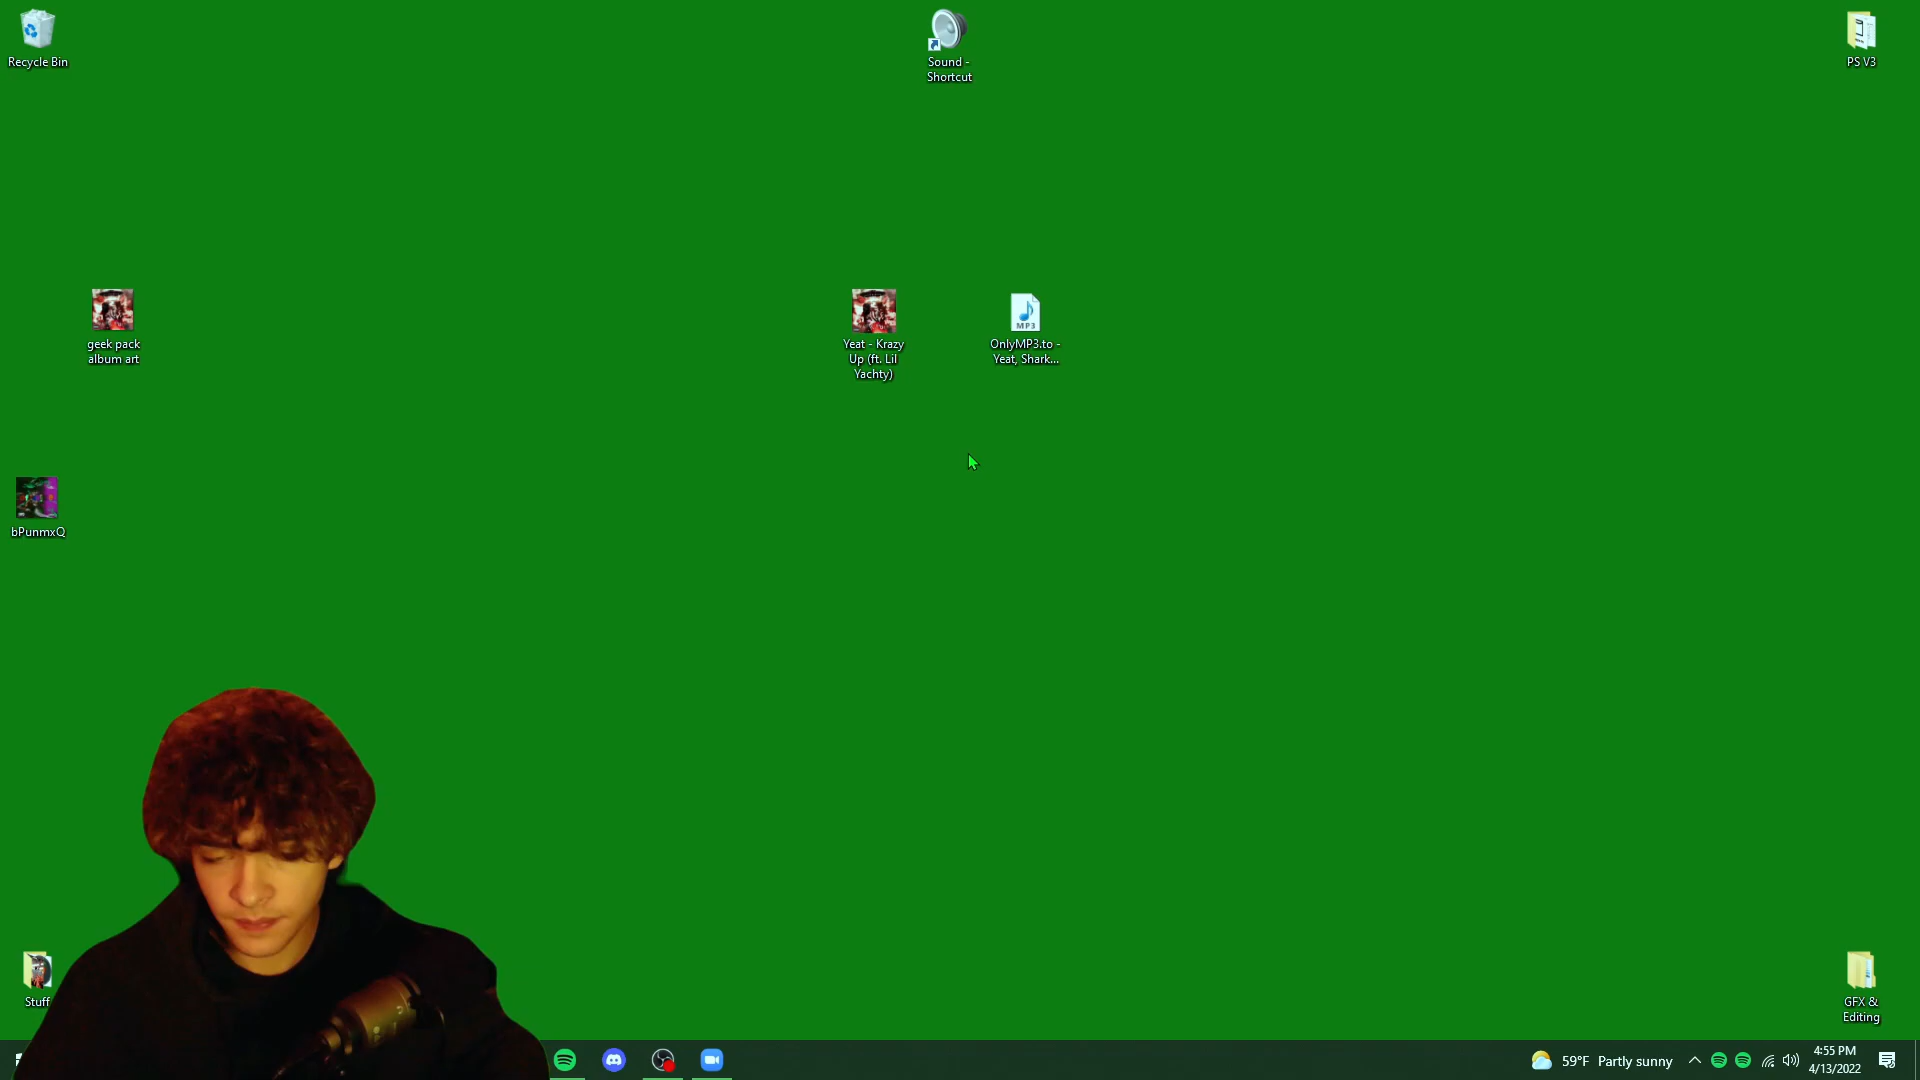 Recycle Bin
Sound -
Shortcut
PS V3
geek pack
album art
Yeat - Krazy
Up (ft. Lil
Yachty)
OnlyMP3.to -
Yeat, Shark...
MP3
bPunmxQ
Stuff
GFX &
Editing
59°F Partly sunny
4:55 PM
4/13/2022